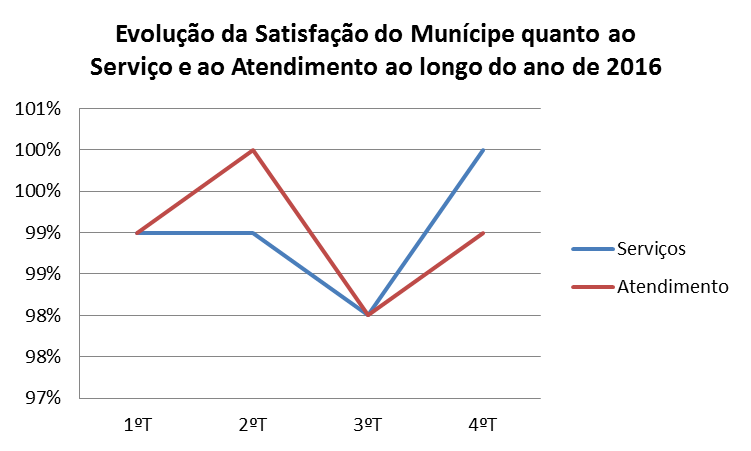 Evolução da Satisfação do Munícipe quanto ao
Serviço e ao Atendimento ao longo do ano de 2016
101%
100%
100%
99%
99%
98%
98%
97%
1ºT 2ºT 3ºT 4ºT
Serviços
Atendimento